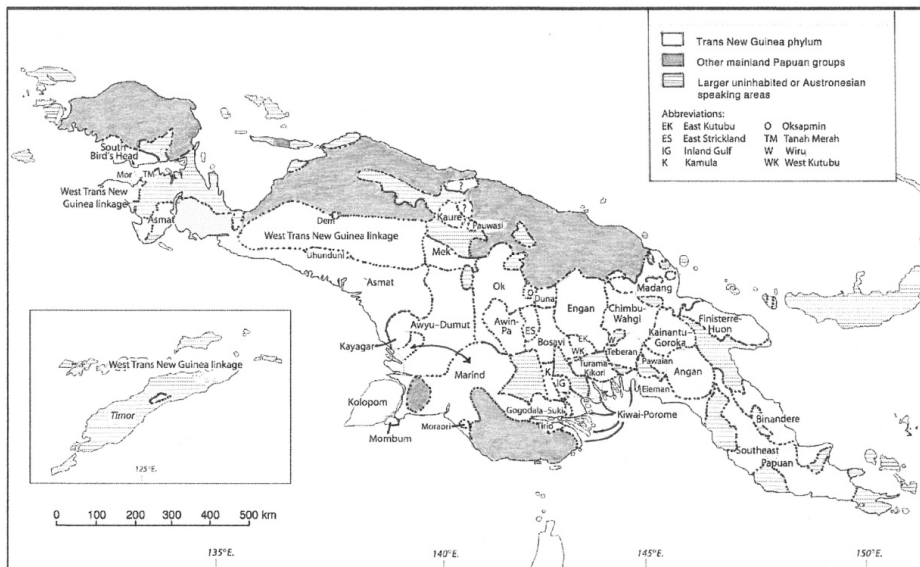 Trans New Guinea phylum
Other mainland Papuan groups
Larger uninhabited or Austronesian
speaking areas
Abbreviations:
EK East Kutubu O Oksapmin
ES East Strickland TM Tanah Merah
IG Inland Gulf W Wiru
K Kamula WK West Kutubu
South
Bird's Head
Mor TM
West Trans New
Guinea linkage
Asmat
Dem
West Trans New Guinea linkage
Uhunduni
Kaure
?
Pauwasi
Mek
Asmat
Ok
O
Duna
Engan
Chimbu-
Wahgi
Madang
Finisterre-
Huon
Kainantu-
Goroka
Awyu-Dumut
Awin-
Pa
ES
Bosavi
EK
WK
W
Teberan
Pawaian
Angan
Kayagar
Marind
K
IG
Turama-
Kikori
Eleman
Kolopom
Gogodala-Suki
Tirio
Kiwai-Porome
Binandere
Mombum
Moraori
Southeast
Papuan
West Trans New Guinea linkage
Timor
125°E.
0 100 200 300 400 500 km
135°E. 140°E. 145°E. 150°E.